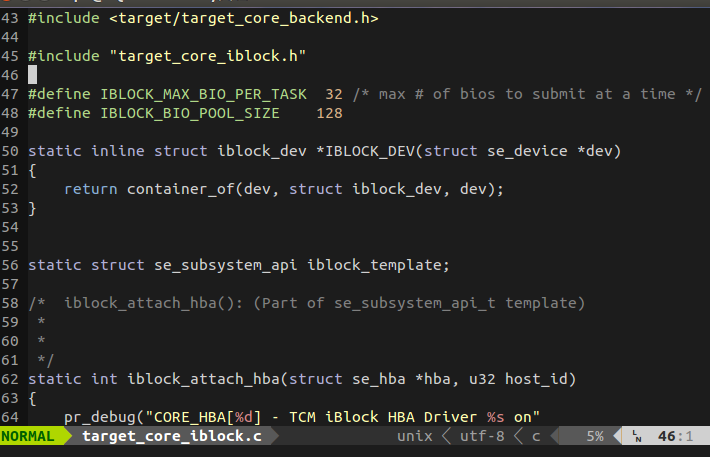 43 #include <target/target_core_backend.h>
44
45 #include "target_core_iblock.h"
46
47 #define IBLOCK_MAX_BIO_PER_TASK  32 /* max # of bios to submit at a time */
48 #define IBLOCK_BIO_POOL_SIZE    128
49
50 static inline struct iblock_dev *IBLOCK_DEV(struct se_device *dev)
51 {
52     return container_of(dev, struct iblock_dev, dev);
53 }
54
55
56 static struct se_subsystem_api iblock_template;
57
58 /*  iblock_attach_hba(): (Part of se_subsystem_api_t template)
59  *
60  *
61  */
62 static int iblock_attach_hba(struct se_hba *hba, u32 host_id)
63 {
64     pr_debug("CORE_HBA[%d] - TCM iBlock HBA Driver %s on"
NORMAL target_core_iblock.c unix utf-8 c 5% LN 46:1